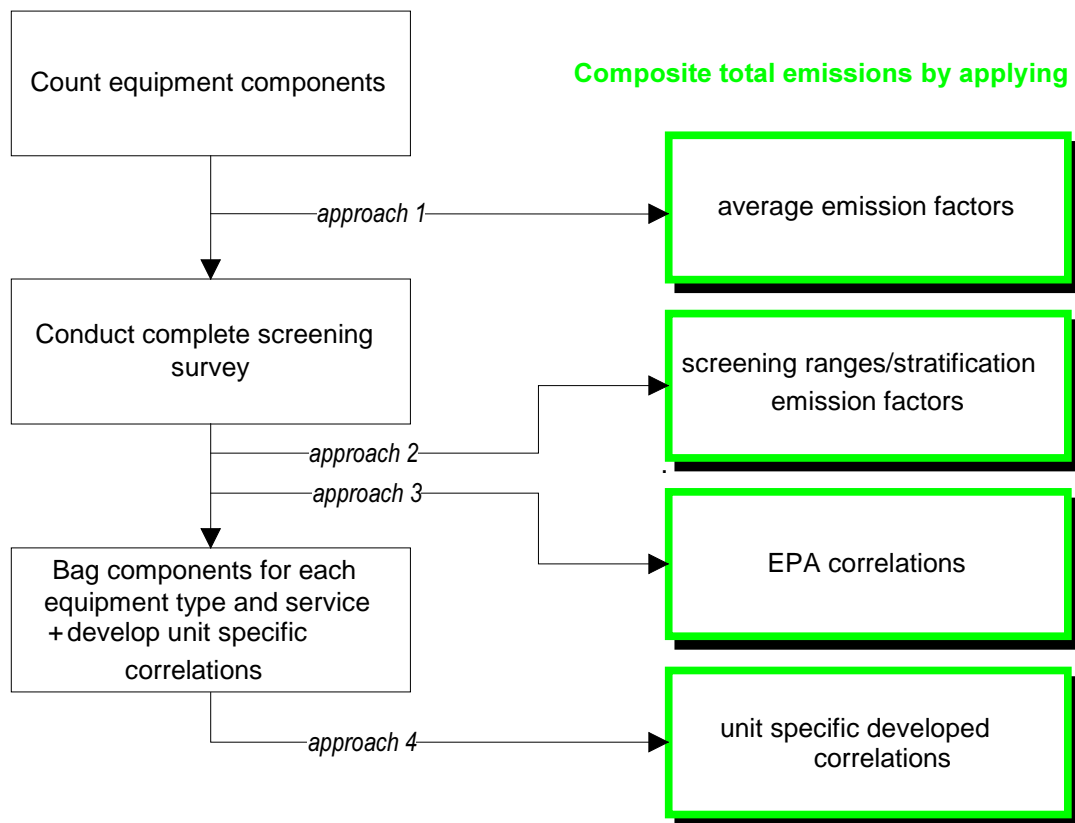 Count equipment components
Composite total emissions by applying
approach 1
average emission factors
Conduct complete screening
survey
screening ranges/stratification
emission factors
approach 2
approach 3
EPA correlations
Bag components for each
equipment type and service
+ develop unit specific
correlations
approach 4
unit specific developed
correlations